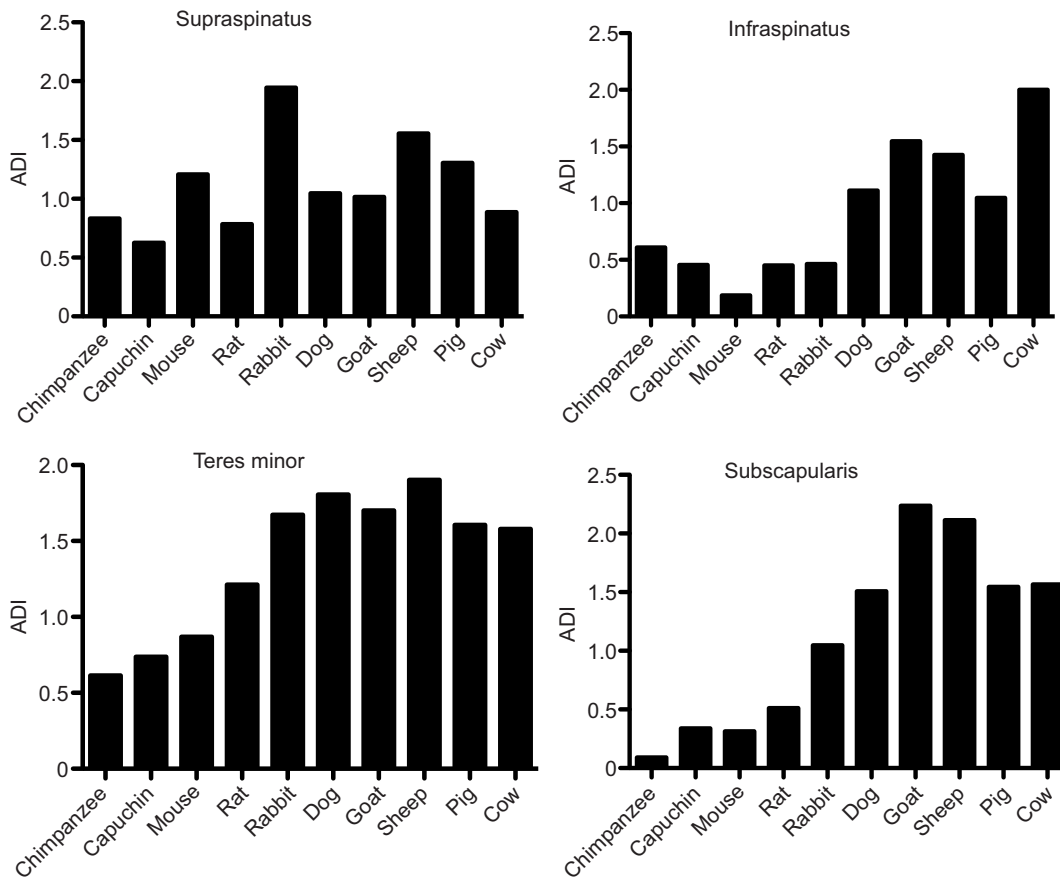 Supraspinatus
ADI
2.5
2.0
1.5
1.0
0.5
0
Chimpanzee
Capuchin
Mouse
Rat
Rabbit
Dog
Goat
Sheep
Pig
Cow
Infraspinatus
ADI
2.5
2.0
1.5
1.0
0.5
0
Chimpanzee
Capuchin
Mouse
Rat
Rabbit
Dog
Goat
Sheep
Pig
Cow
Teres minor
ADI
2.0
1.5
1.0
0.5
0
Chimpanzee
Capuchin
Mouse
Rat
Rabbit
Dog
Goat
Sheep
Pig
Cow
Subscapularis
ADI
2.5
2.0
1.5
1.0
0.5
0
Chimpanzee
Capuchin
Mouse
Rat
Rabbit
Dog
Goat
Sheep
Pig
Cow